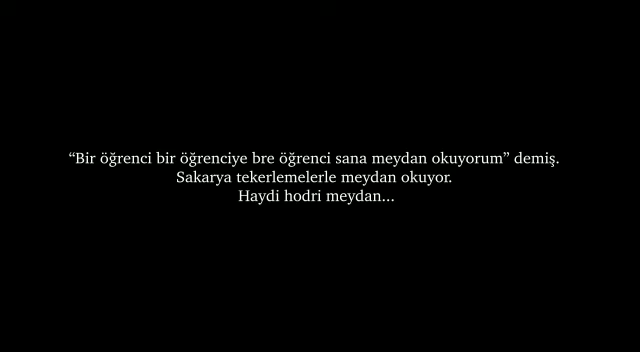 “Bir öğrenci bir öğrenciye bre öğrenci sana meydan okuyorum” demiş.
Sakarya tekerlemelerle meydan okuyor.
Haydi hodri meydan...